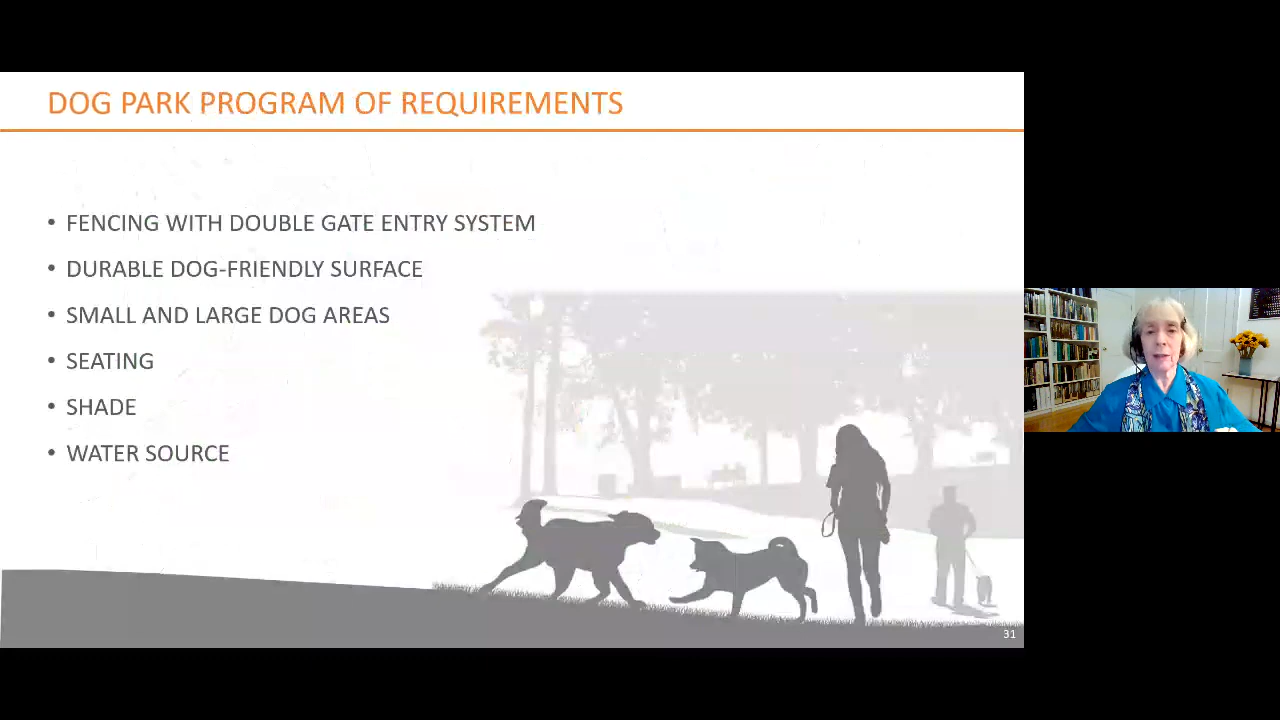 DOG PARK PROGRAM OF REQUIREMENTS
• FENCING WITH DOUBLE GATE ENTRY SYSTEM
• DURABLE DOG-FRIENDLY SURFACE
• SMALL AND LARGE DOG AREAS
• SEATING
• SHADE
• WATER SOURCE
31